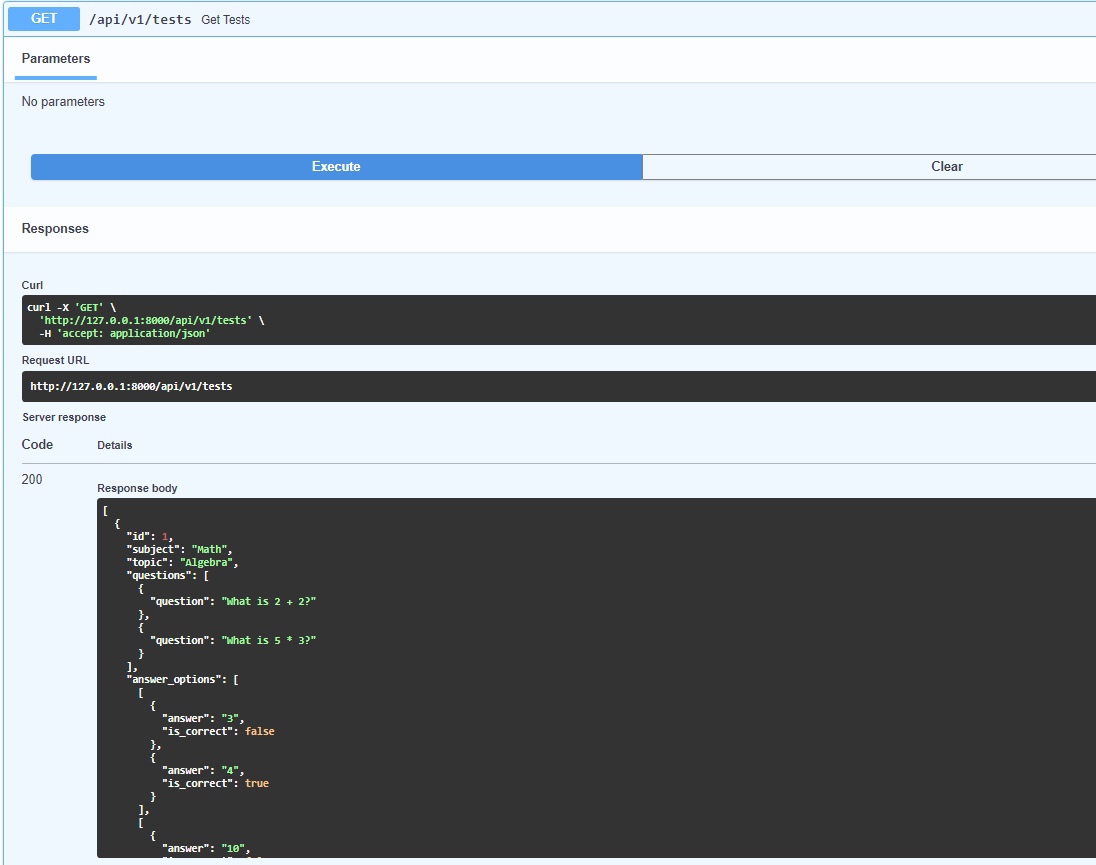 GET /api/v1/tests Get Tests
Parameters
No parameters
Execute Clear
Responses
Curl
curl -X 'GET' \
'http://127.0.0.1:8000/api/v1/tests' \
-H 'accept: application/json'
Request URL
http://127.0.0.1:8000/api/v1/tests
Server response
Code Details
200
Response body
[
{
"id": 1,
"subject": "Math",
"topic": "Algebra",
"questions": [
{
"question": "What is 2 + 2?"
},
{
"question": "What is 5 * 3?"
}
],
"answer_options": [
[
{
"answer": "3",
"is_correct": false
},
{
"answer": "4",
"is_correct": true
}
],
[
{
"answer": "10",